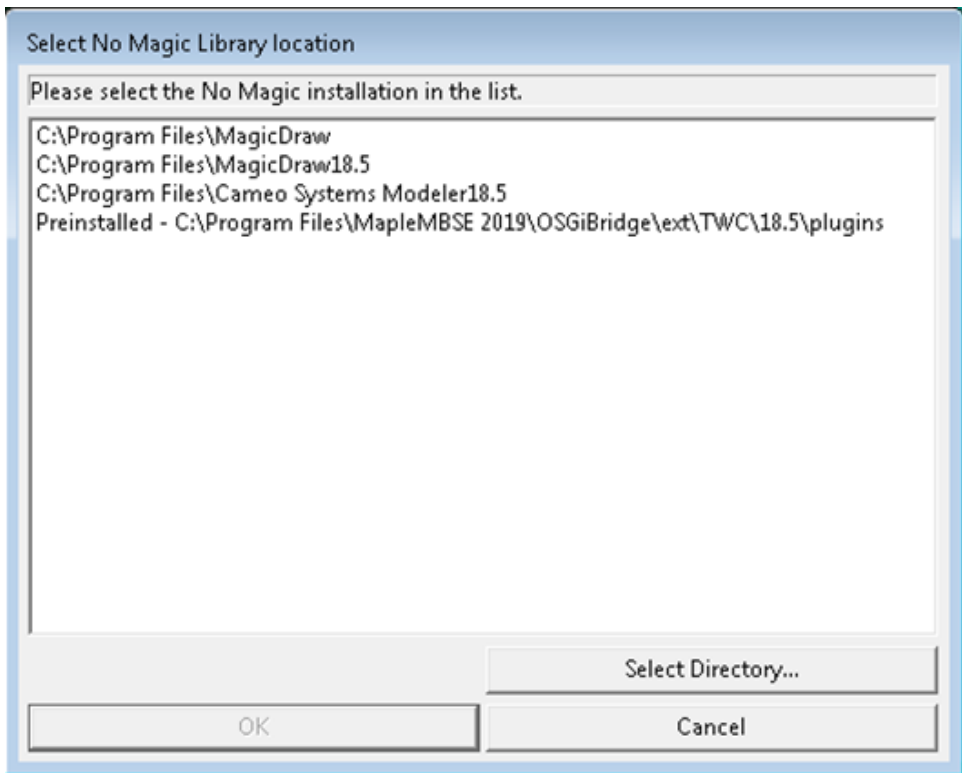 Select No Magic Library location
Please select the No Magic installation in the list.
C:\Program Files\MagicDraw
C:\Program Files\MagicDraw18.5
C:\Program Files\Cameo Systems Modeler18.5
Preinstalled - C:\Program Files\MapleMBSE 2019\OSGiBridge\ext\TWC\18.5\plugins
Select Directory...
OK
Cancel